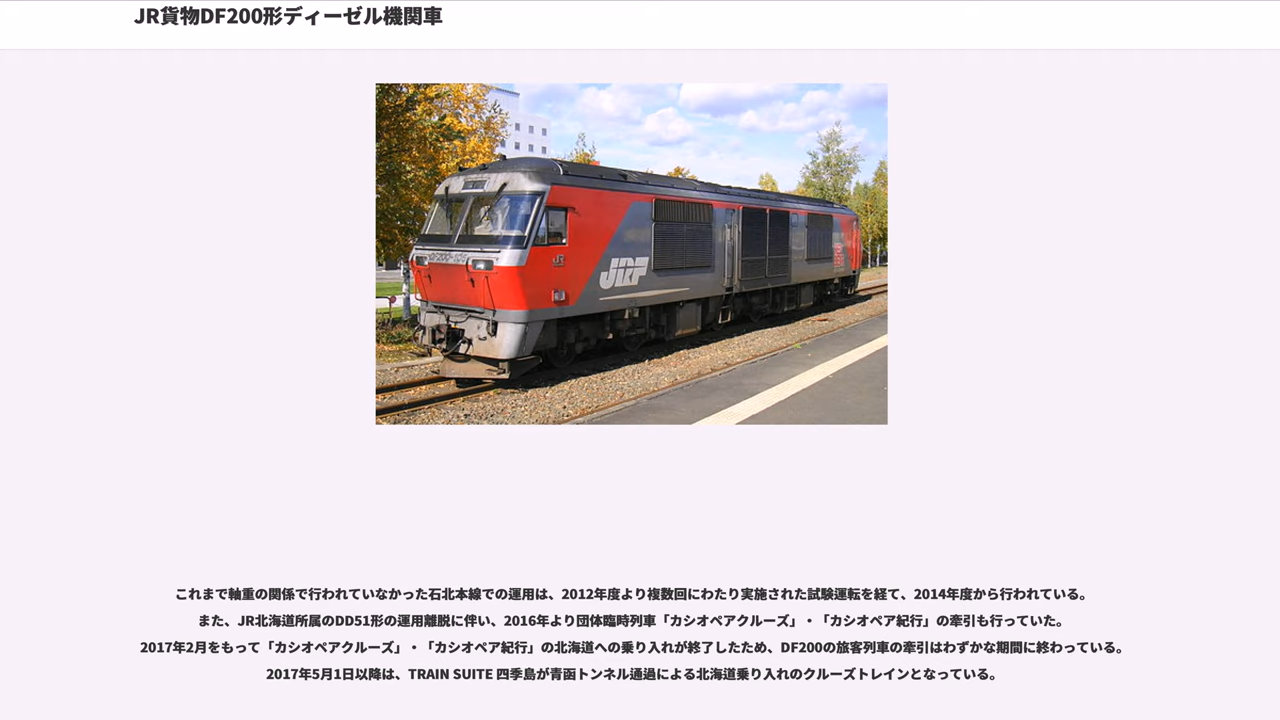 JR貨物DF200形ディーゼル機関車
JR
JRF
これまで軸重の関係で行われていなかった石北本線での運用は、2012年度より複数回にわたり実施された試験運転を経て、2014年度から行われている。
また、JR北海道所属のDD51形の運用離脱に伴い、2016年より団体臨時列車「カシオペアクルーズ」・「カシオペア紀行」の牽引も行っていた。
2017年2月をもって「カシオペアクルーズ」・「カシオペア紀行」の北海道への乗り入れが終了したため、DF200の旅客列車の牽引はわずかな期間に終わっている。
2017年5月1日以降は、TRAIN SUITE 四季島が青函トンネル通過による北海道乗り入れのクルーズトレインとなっている。